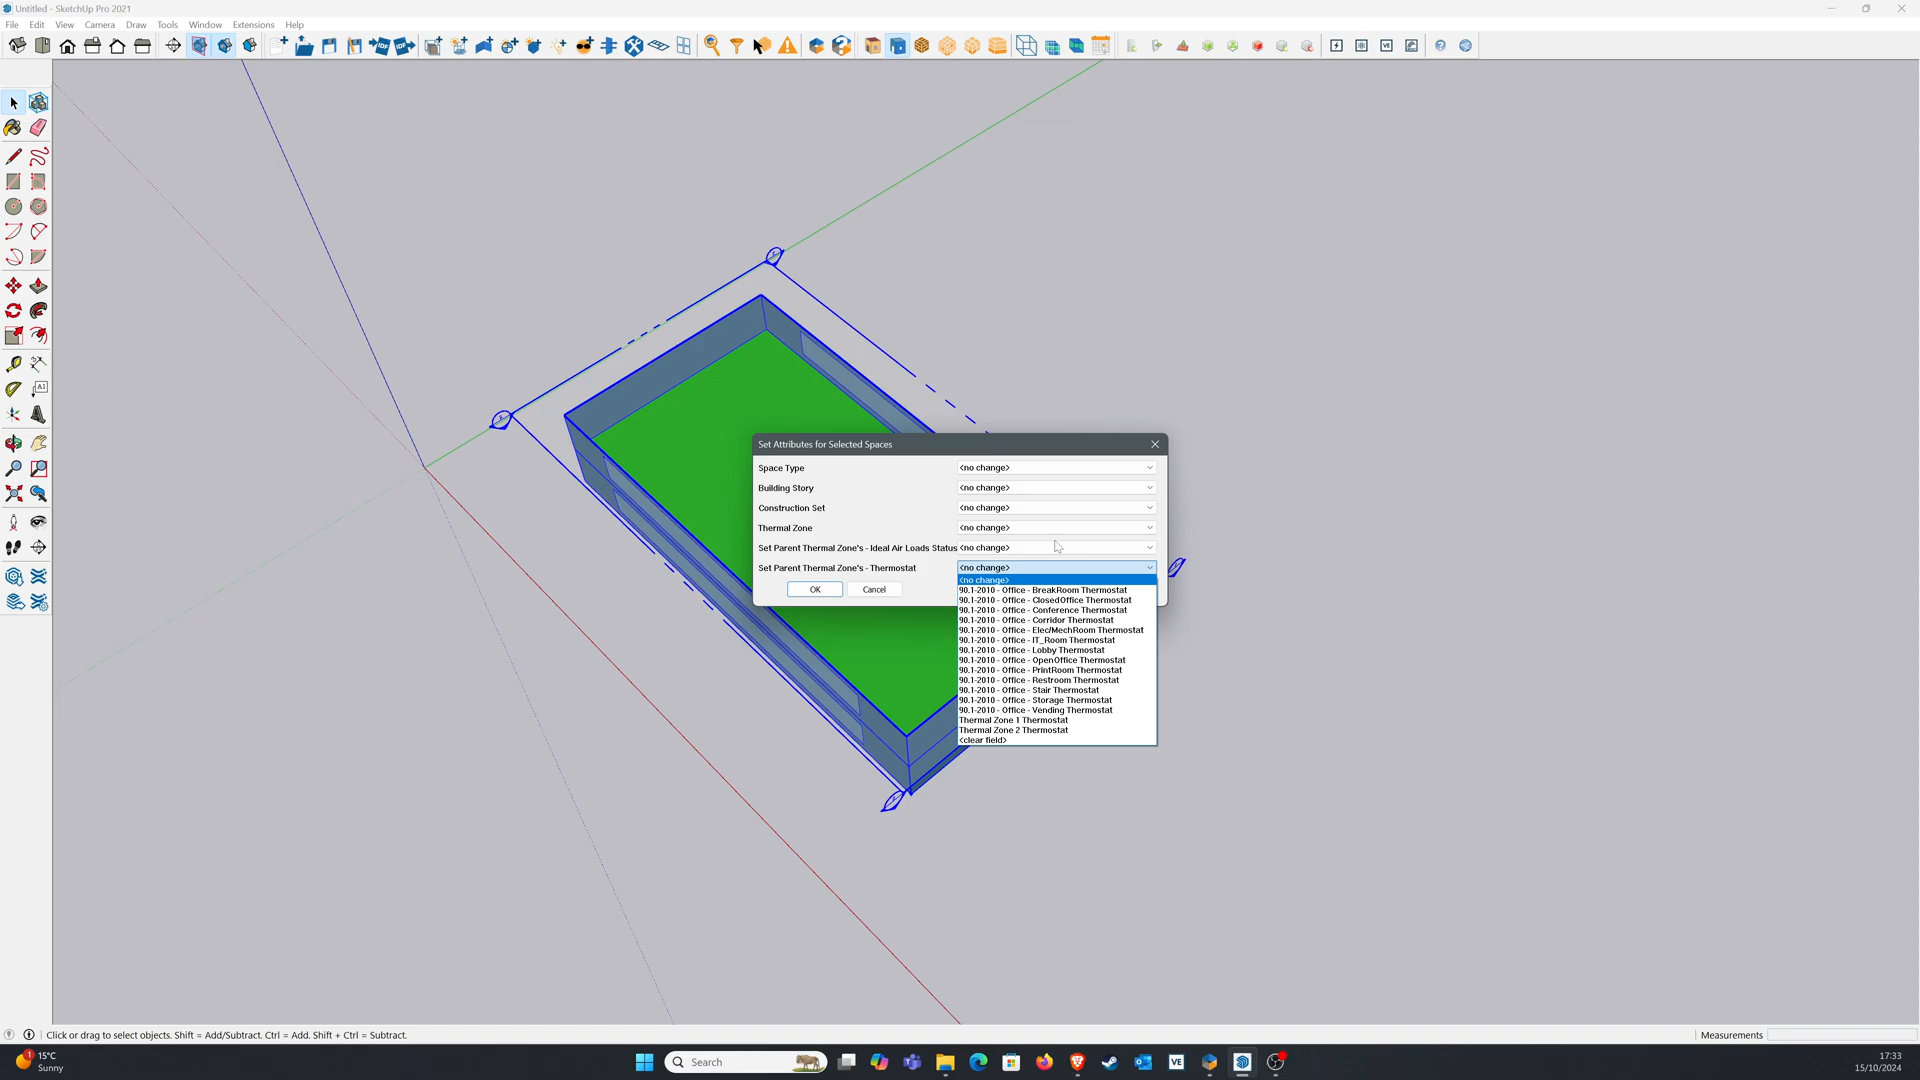 Untitled - SketchUp Pro 2021
File Edit View Camera Draw Tools Window Extensions Help
IDF IDF VE
A1
Set Attributes for Selected Spaces
Space Type <no change>
Building Story <no change>
Construction Set <no change>
Thermal Zone <no change>
Set Parent Thermal Zone's - Ideal Air Loads Status <no change>
Set Parent Thermal Zone's - Thermostat <no change>
<no change>
OK Cancel
90.1-2010 - Office - BreakRoom Thermostat
90.1-2010 - Office - ClosedOffice Thermostat
90.1-2010 - Office - Conference Thermostat
90.1-2010 - Office - Corridor Thermostat
90.1-2010 - Office - Elec/MechRoom Thermostat
90.1-2010 - Office - IT_Room Thermostat
90.1-2010 - Office - Lobby Thermostat
90.1-2010 - Office - OpenOffice Thermostat
90.1-2010 - Office - PrintRoom Thermostat
90.1-2010 - Office - Restroom Thermostat
90.1-2010 - Office - Stair Thermostat
90.1-2010 - Office - Storage Thermostat
90.1-2010 - Office - Vending Thermostat
Thermal Zone 1 Thermostat
Thermal Zone 2 Thermostat
<clear field>
Click or drag to select objects. Shift = Add/Subtract. Ctrl = Add. Shift + Ctrl = Subtract.
Measurements
1
15°C
Sunny
Search
VE
17:33
15/10/2024